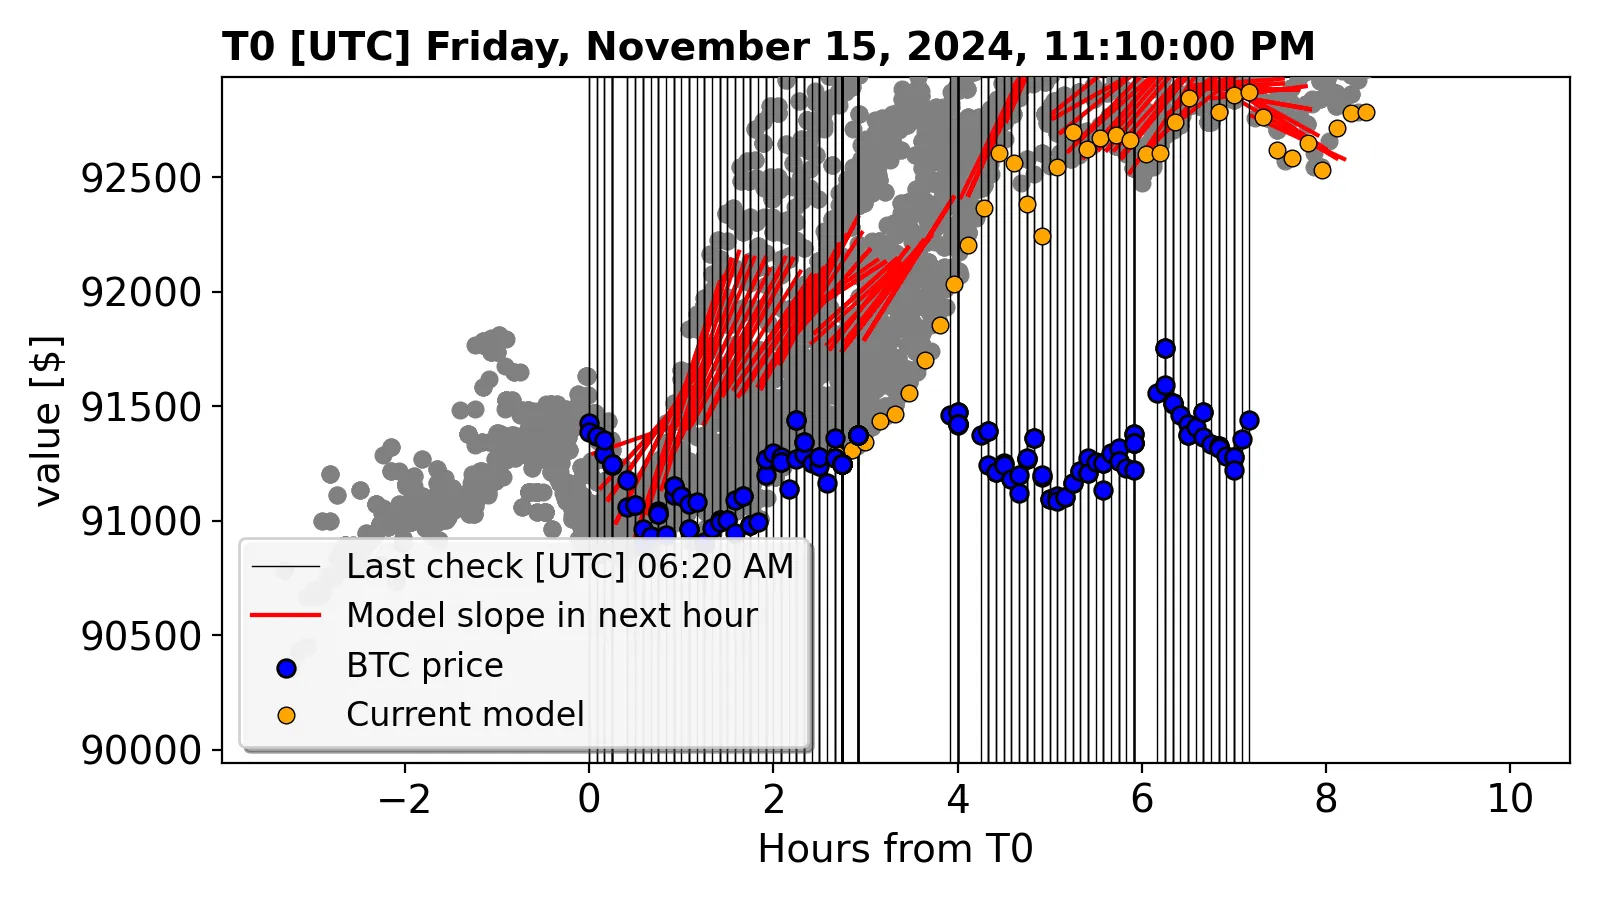 T0 [UTC] Friday, November 15, 2024, 11:10:00 PM
value [$]
92500
92000
91500
91000
90500
90000
Last check [UTC] 06:20 AM
Model slope in next hour
BTC price
Current model
−2 0 2 4 6 8 10
Hours from T0